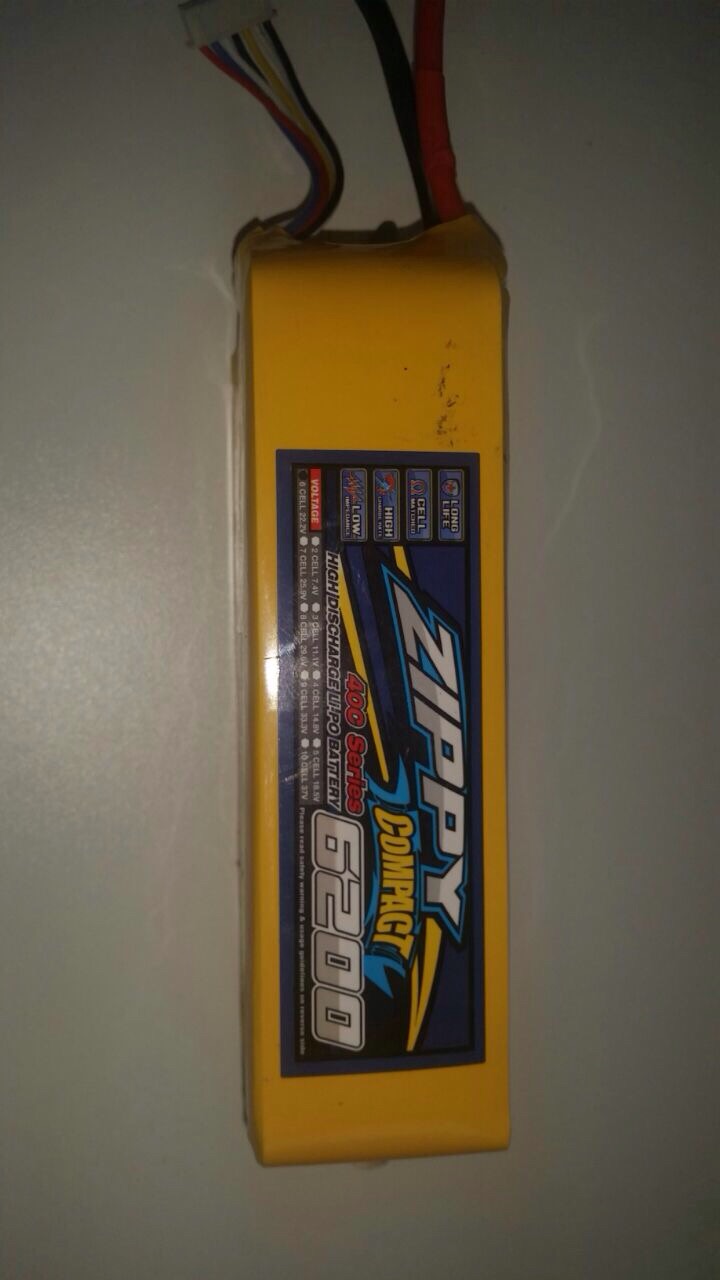 LONG
LIFE
CELL
MATCHED
HIGH
LOW
IMPEDANCE
ZIPPY
COMPACT
40C Series
HIGH DISCHARGE LI-PO BATTERY
6200
VOLTAGE
2 CELL 7.4V 3 CELL 11.1V 4 CELL 14.8V 5 CELL 18.5V
6 CELL 22.2V 7 CELL 25.9V 8 CELL 29.6V 9 CELL 33.3V 10 CELL 37V
Please read safety warning & usage guidelines on reverse side